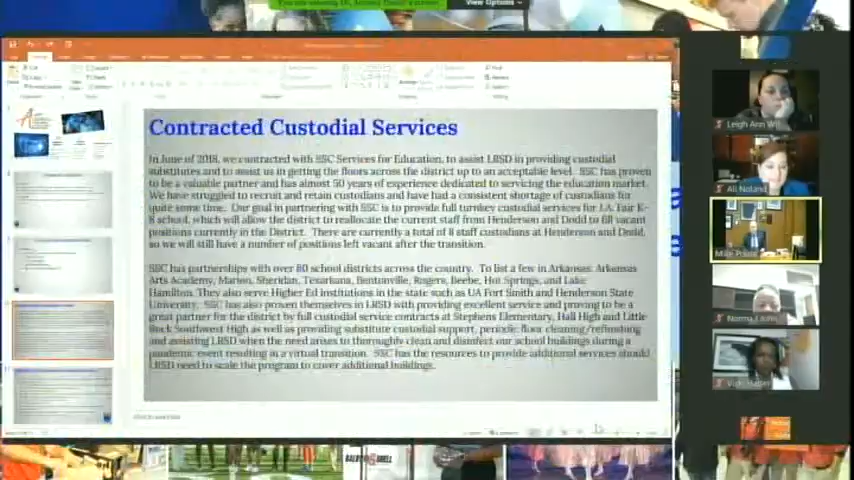 View Options
Contracted Custodial Services
In June of 2018, we contracted with SSC Services for Education, to assist LRSD in providing custodial
substitutes and to assist us in getting the floors across the district up to an acceptable level. SSC has proven
to be a valuable partner and has almost 50 years of experience dedicated to servicing the education market.
We have struggled to recruit and retain custodians and have had a consistent shortage of custodians for
quite some time. Our goal in partnering with SSC is to provide full turnkey custodial services for J.A. Fair K-
8 school, which will allow the district to reallocate the current staff from Henderson and Dodd to fill vacant
positions currently in the District. There are currently a total of 8 staff custodians at Henderson and Dodd,
so we will still have a number of positions left vacant after the transition.
SSC has partnerships with over 80 school districts across the country. To list a few in Arkansas: Arkansas
Arts Academy, Marion, Sheridan, Texarkana, Bentonville, Rogers, Beebe, Hot Springs, and Lake
Hamilton. They also serve Higher Ed institutions in the state such as UA Fort Smith and Henderson State
University. SSC has also proven themselves in LRSD with providing excellent service and proving to be a
great partner for the district by full custodial service contracts at Stephens Elementary, Hall High and Little
Rock Southwest High as well as providing substitute custodial support, periodic floor cleaning/refinishing
and assisting LRSD when the need arises to thoroughly clean and disinfect our school buildings during a
pandemic event resulting in a virtual transition. SSC has the resources to provide additional services should
LRSD need to scale the program to cover additional buildings.
Leigh Ann Wil
Ali Noland
Mike
Norma
Vicki